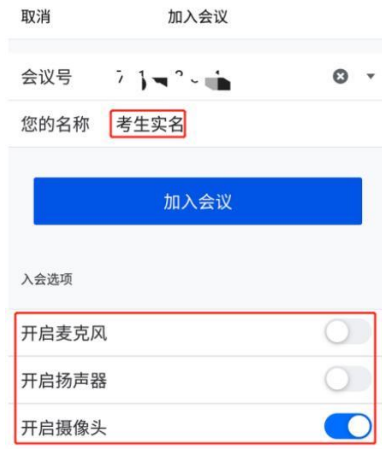 取消 加入会议
会议号
您的名称 考生实名
加入会议
入会选项
开启麦克风
开启扬声器
开启摄像头